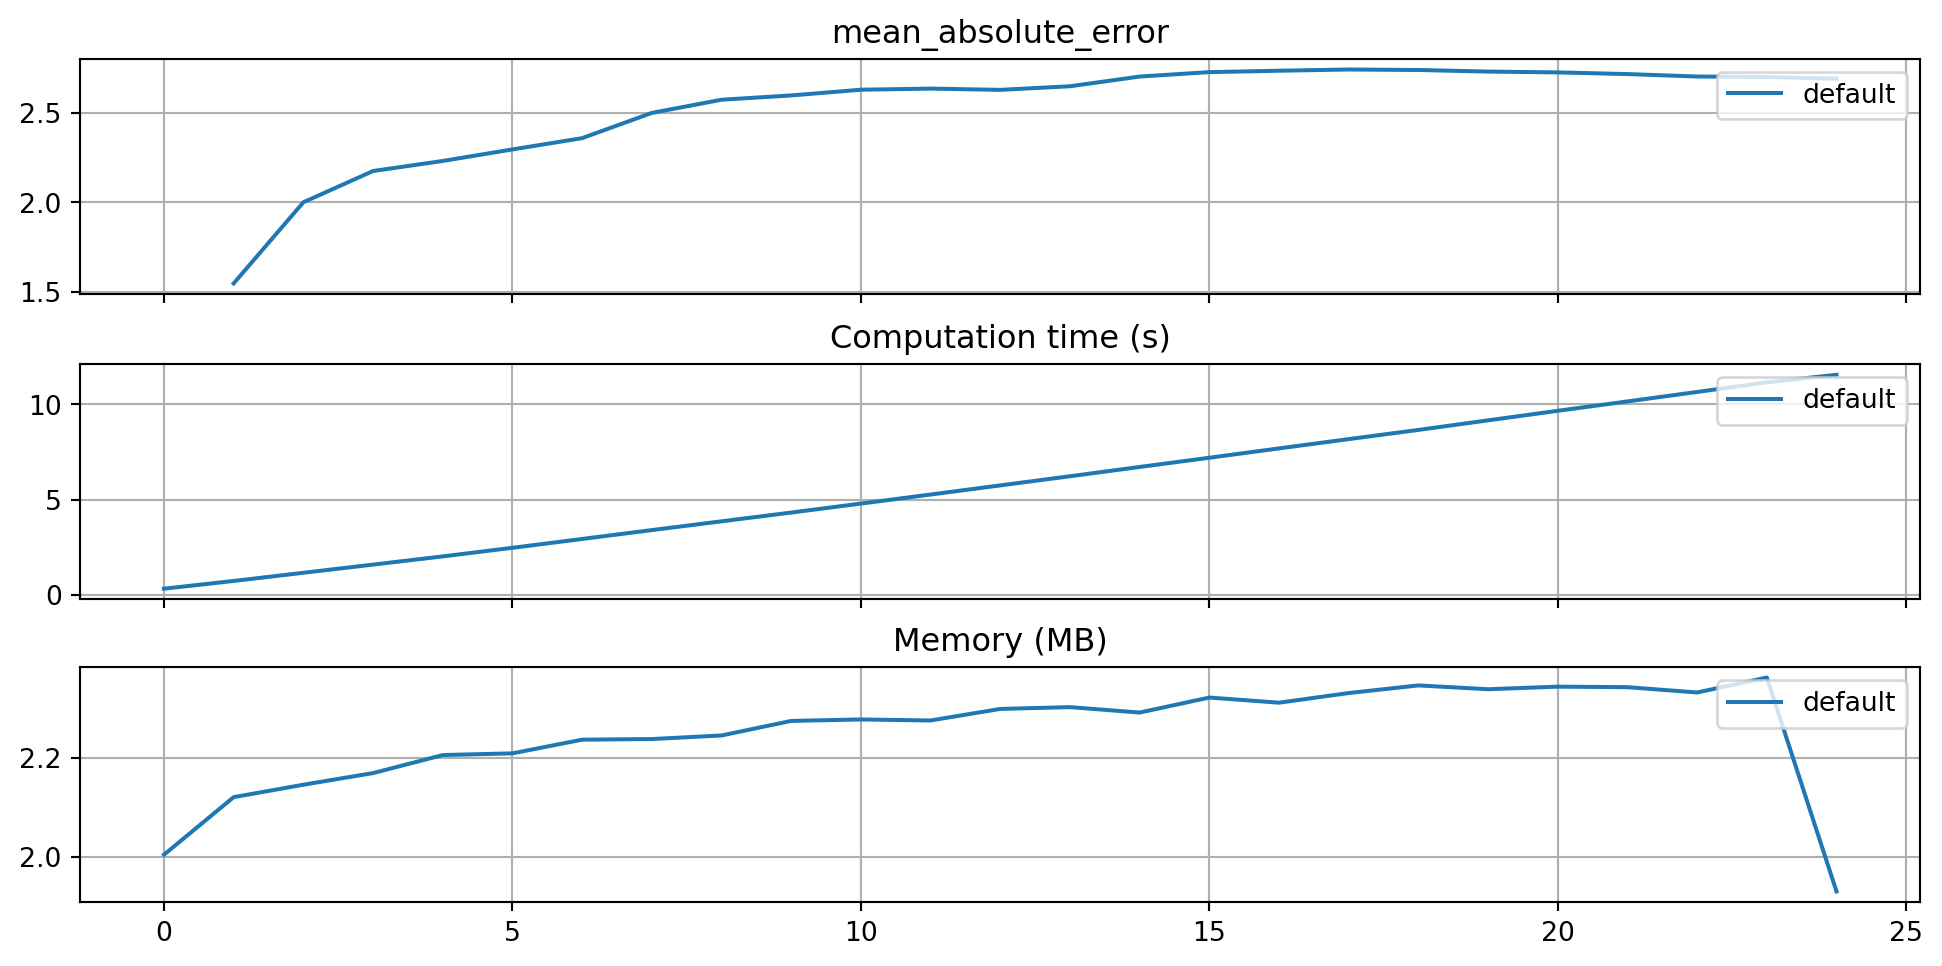 mean_absolute_error
2.5
2.0
1.5
default
Computation time (s)
10
5
0
default
Memory (MB)
2.2
2.0
default
0 5 10 15 20 25